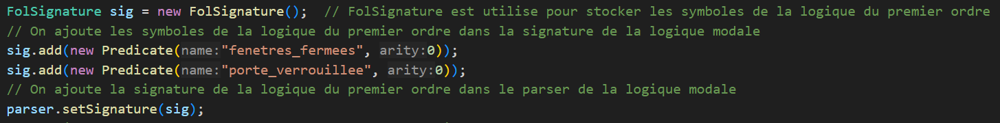 FolSignature sig = new FolSignature();  // FolSignature est utilise pour stocker les symboles de la logique du premier ordre
// On ajoute les symboles de la logique du premier ordre dans la signature de la logique modale
sig.add(new Predicate(name:"fenetres_fermees", arity:0));
sig.add(new Predicate(name:"porte_verrouillee", arity:0));
// On ajoute la signature de la logique du premier ordre dans le parser de la logique modale
parser.setSignature(sig);